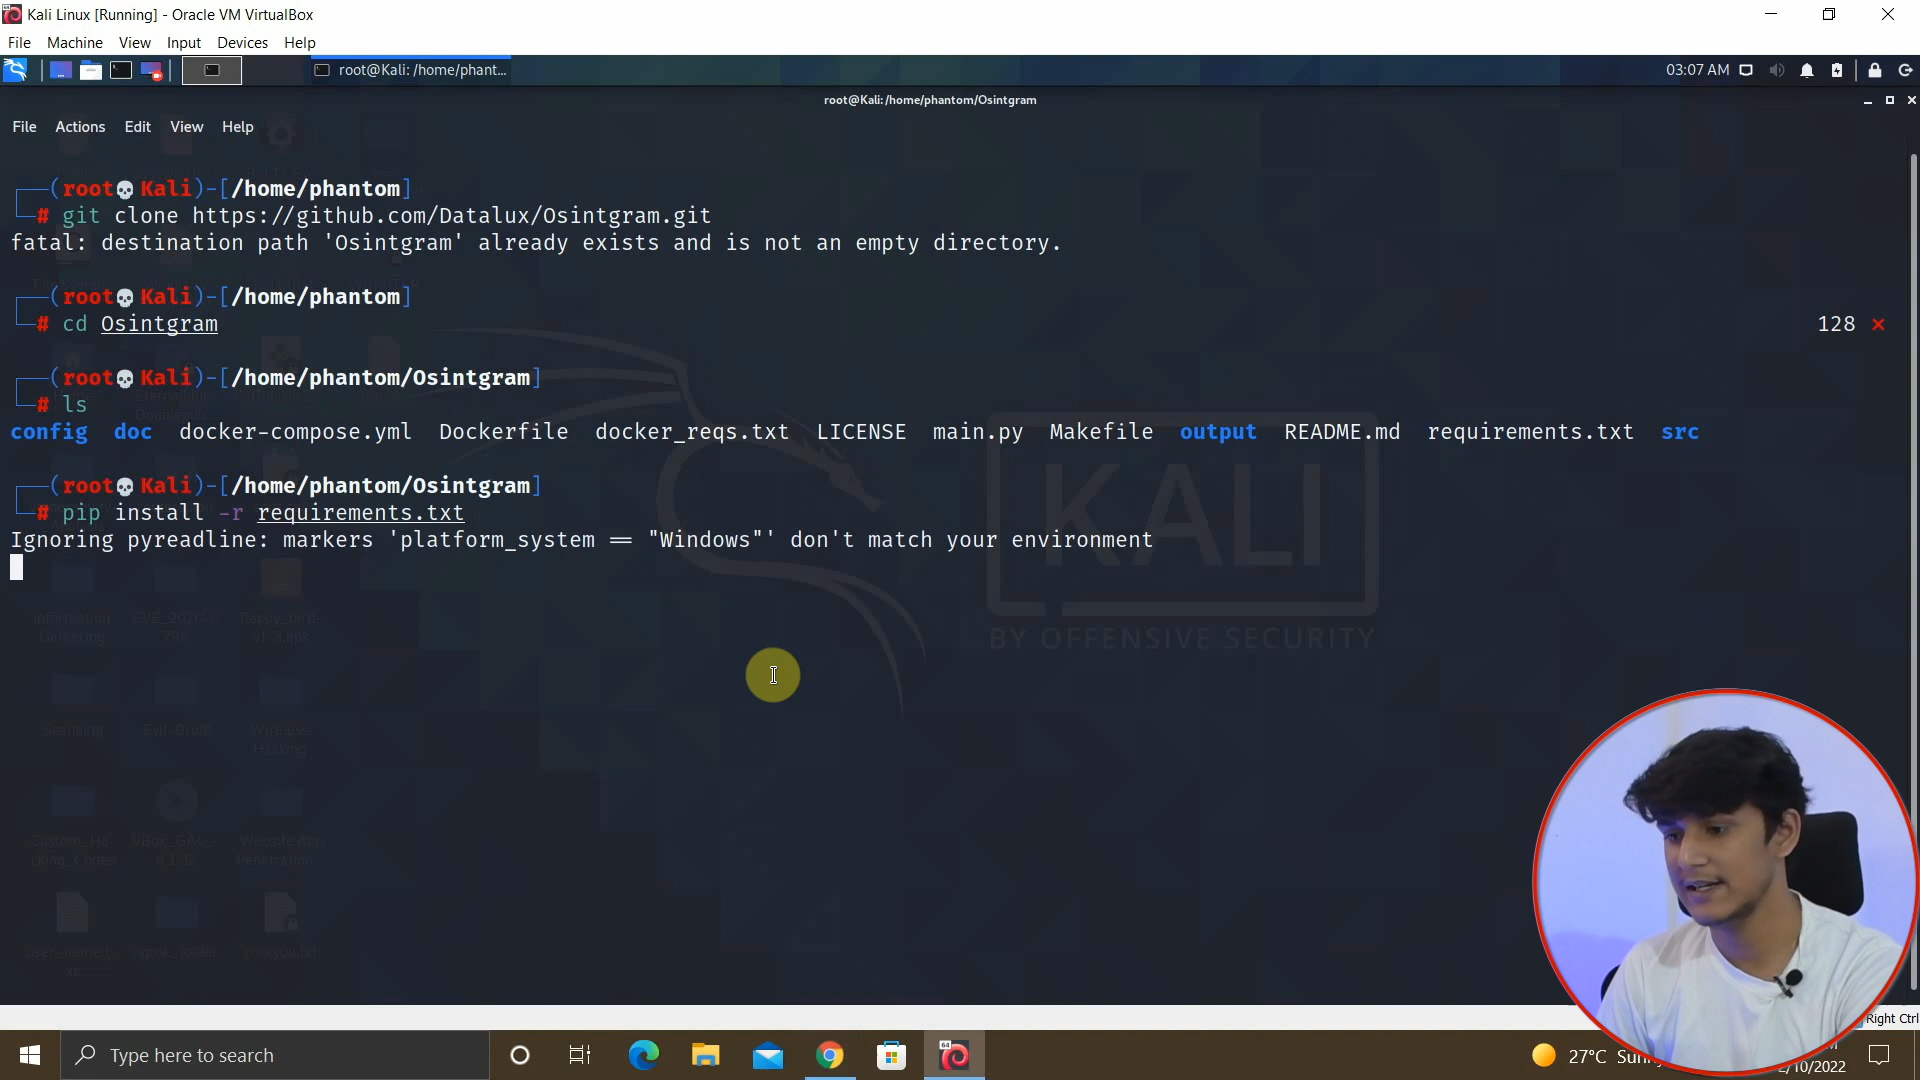 Kali Linux [Running] - Oracle VM VirtualBox
File Machine View Input Devices Help
root@Kali: /home/phant...
03:07 AM
root@Kali: /home/phantom/Osintgram
File Actions Edit View Help
(root💀Kali)-[/home/phantom]
# git clone https://github.com/Datalux/Osintgram.git
fatal: destination path 'Osintgram' already exists and is not an empty directory.
(root💀Kali)-[/home/phantom]
# cd Osintgram
128 ×
(root💀Kali)-[/home/phantom/Osintgram]
# ls
config doc docker-compose.yml Dockerfile docker_reqs.txt LICENSE main.py Makefile output README.md requirements.txt src
(root💀Kali)-[/home/phantom/Osintgram]
# pip install -r requirements.txt
Ignoring pyreadline: markers 'platform_system == "Windows"' don't match your environment
KALI
BY OFFENSIVE SECURITY
Right Ctrl
Type here to search
64
27°C
/10/2022